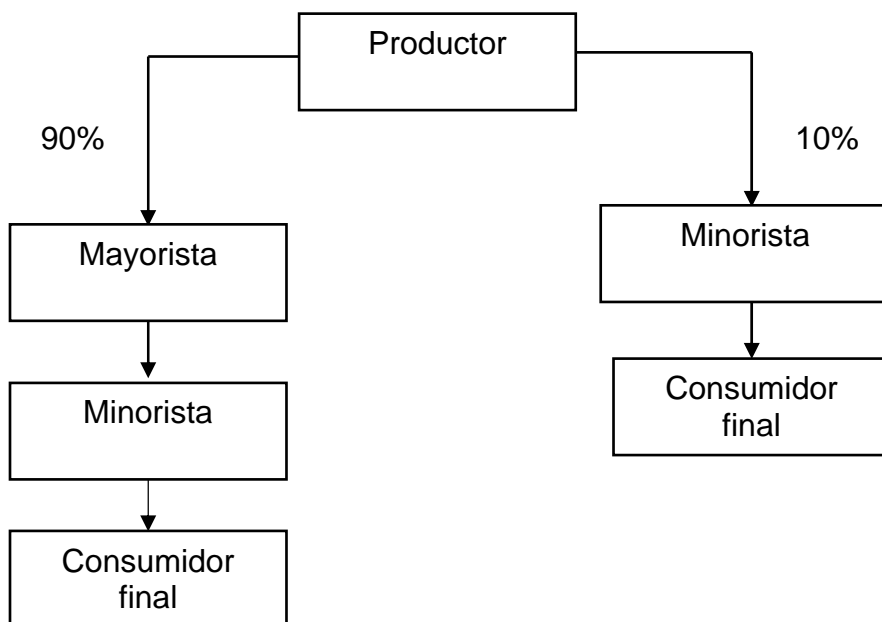 Productor
90%
10%
Mayorista
Minorista
Minorista
Consumidor
final
Consumidor
final